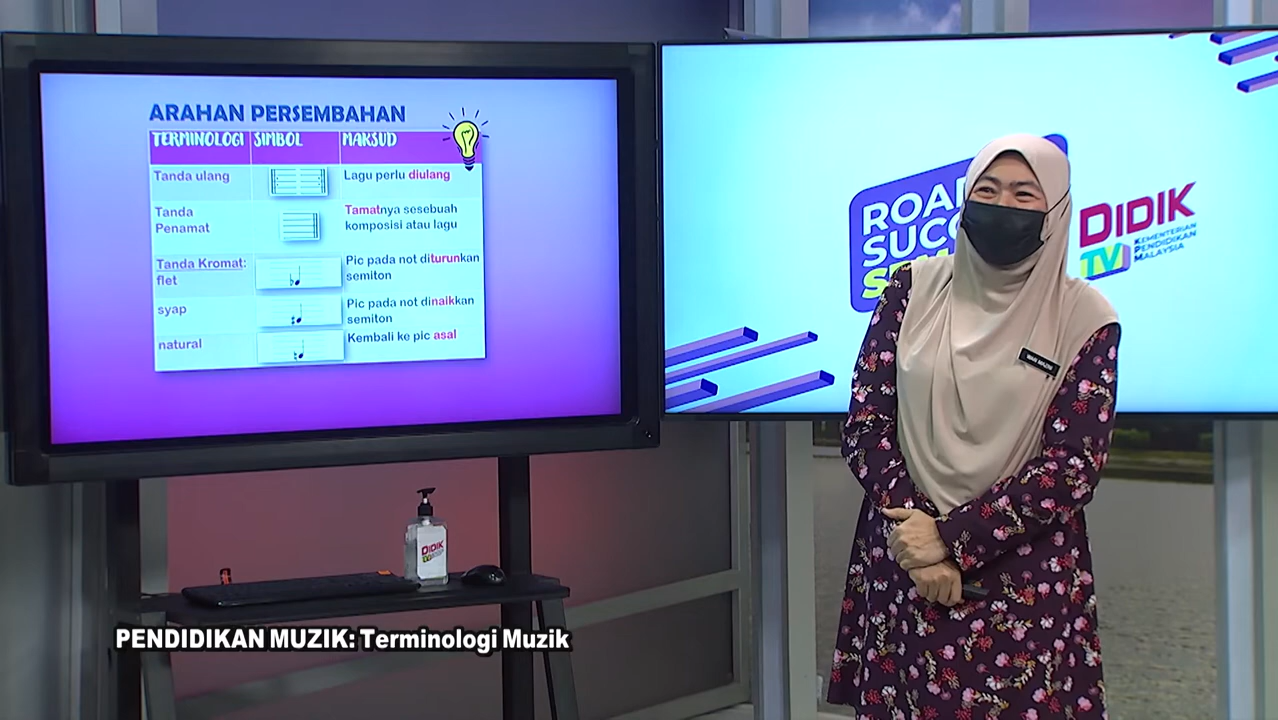 ARAHAN PERSEMBAHAN
TERMINOLOGI SIMBOL MAKSUD
Tanda ulang Lagu perlu diulang
Tanda Penamat Tamatnya sesebuah
komposisi atau lagu
Tanda Kromat:
flet Pic pada not diturunkan
semiton
syap Pic pada not dinaikkan
semiton
natural Kembali ke pic asal
ROAD
DIDIK
TV
KEMENTERIAN
PENDIDIKAN
MALAYSIA
DIDIK
TV
PENDIDIKAN MUZIK: Terminologi Muzik